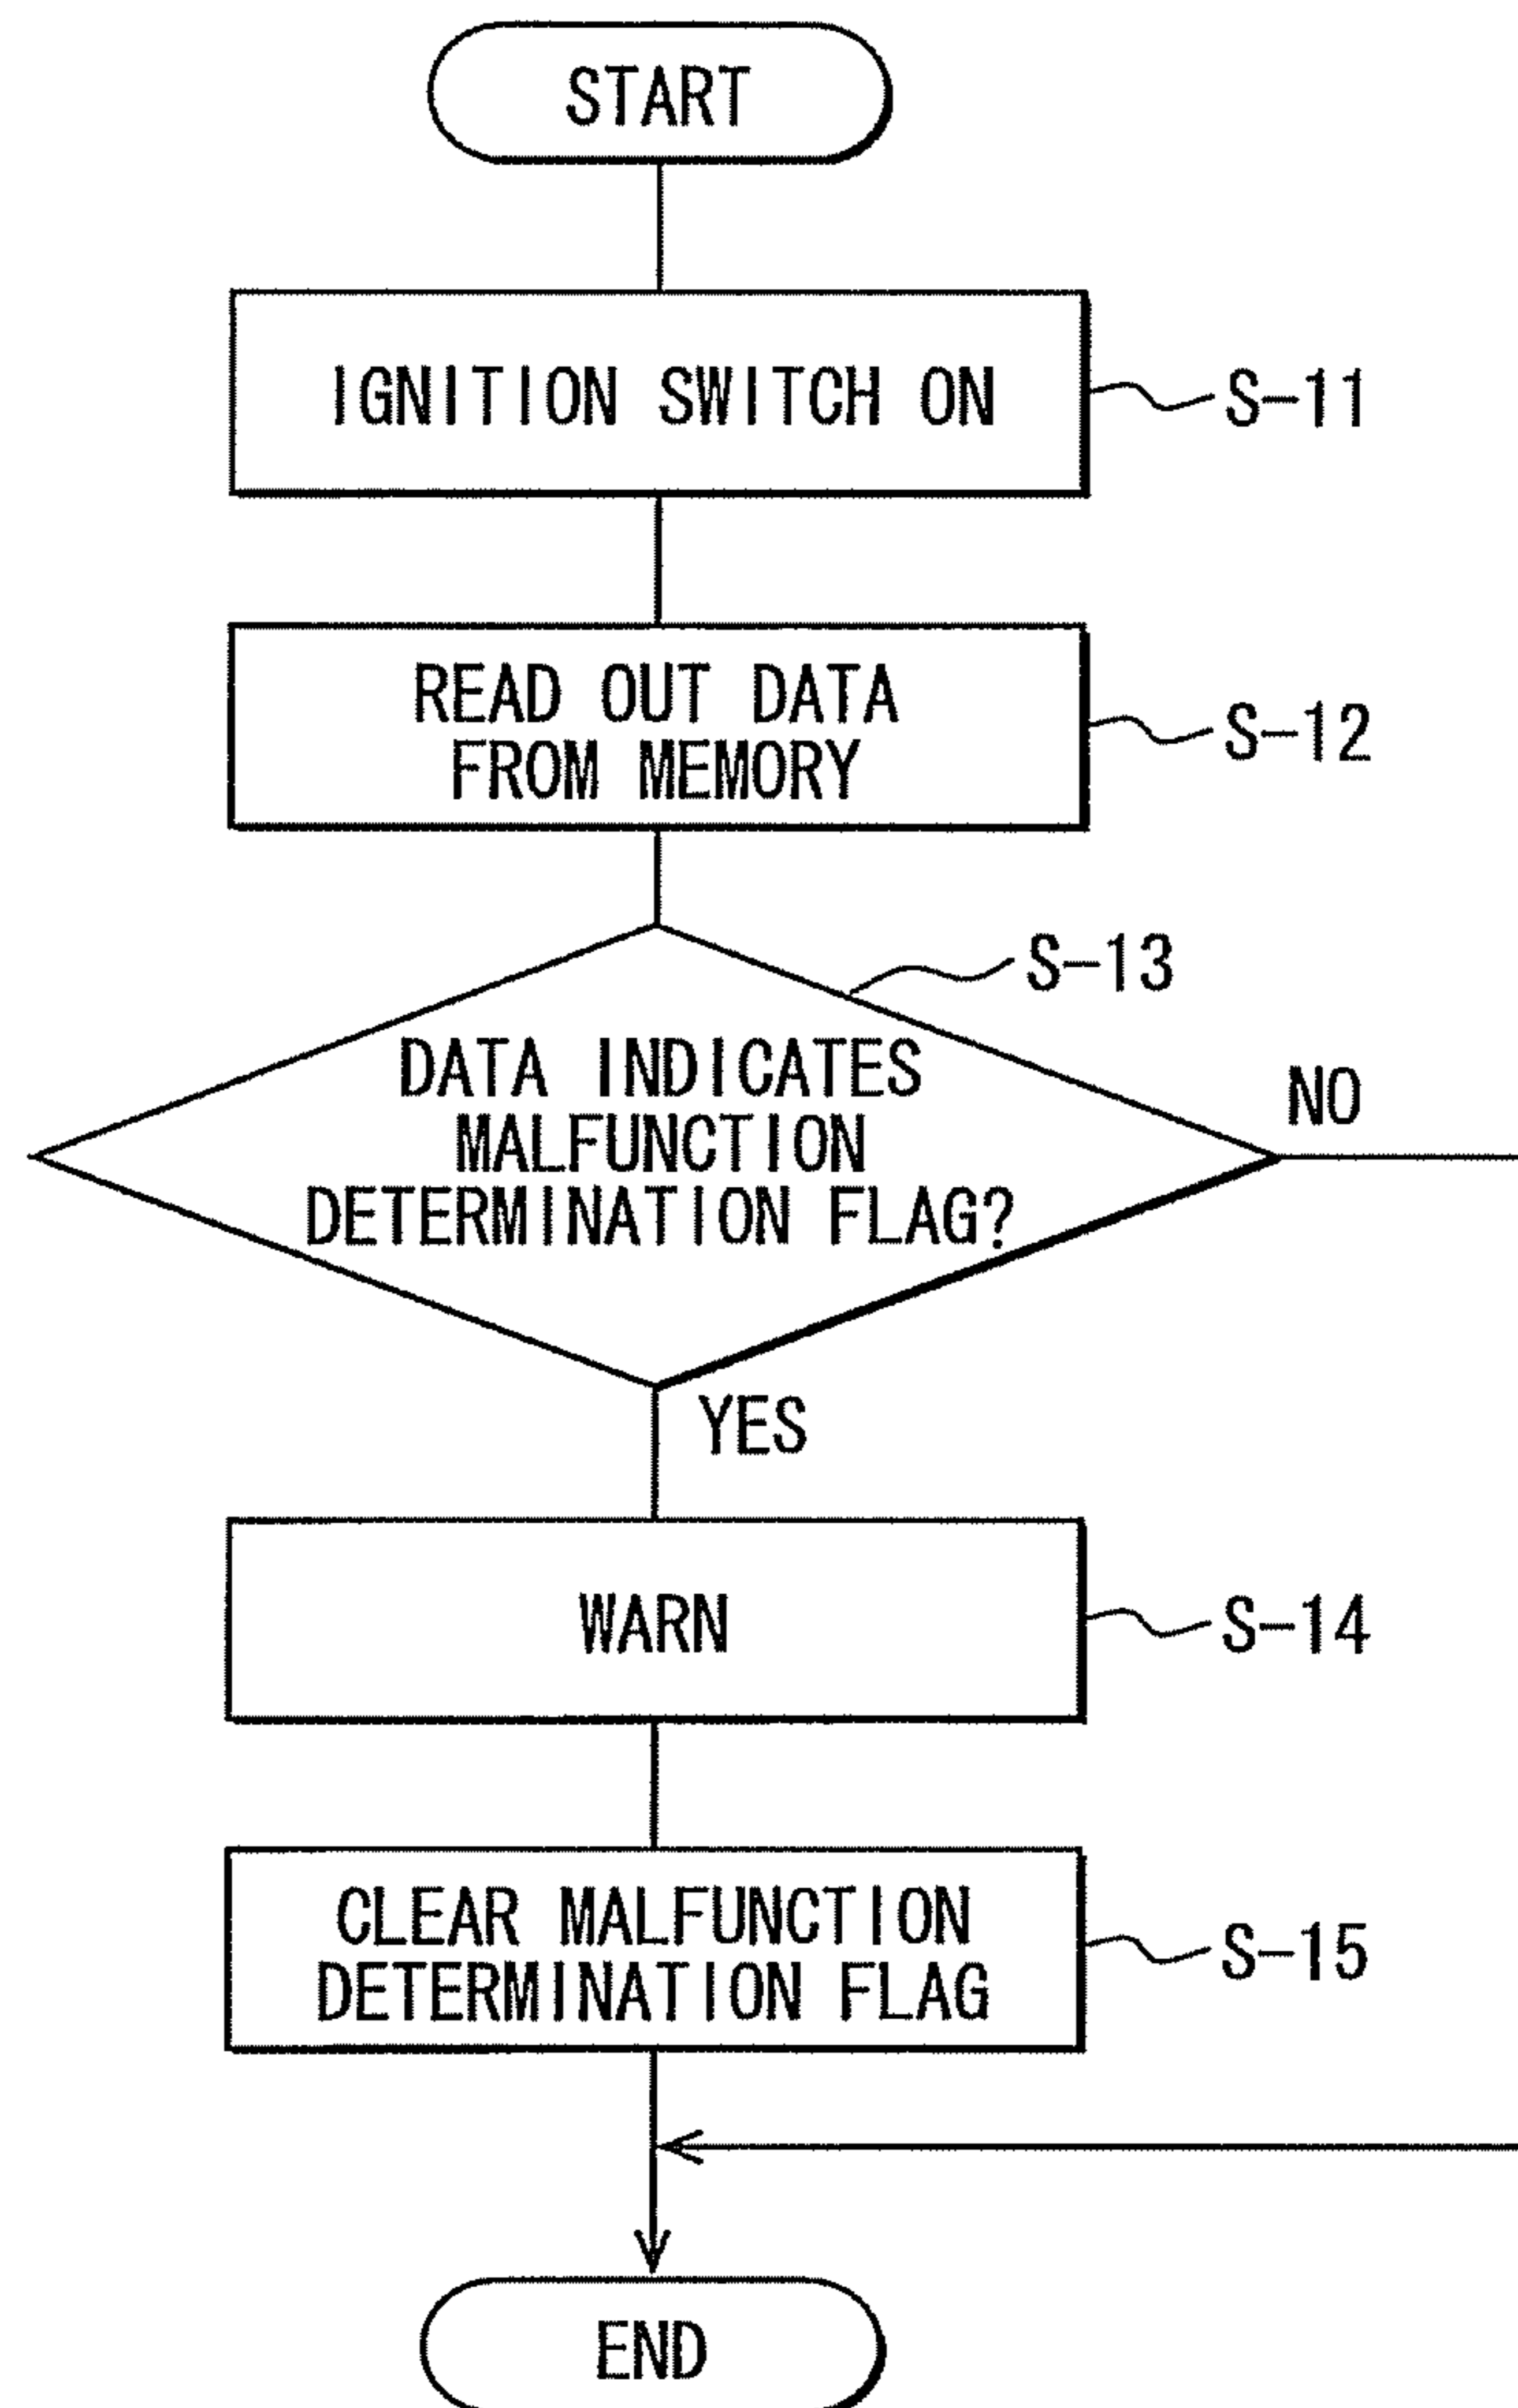 START
IGNITION SWITCH ON
S-11
READ OUT DATA
FROM MEMORY
S-12
S-13
DATA INDICATES
MALFUNCTION
DETERMINATION FLAG?
NO
YES
WARN
S-14
CLEAR MALFUNCTION
DETERMINATION FLAG
S-15
END